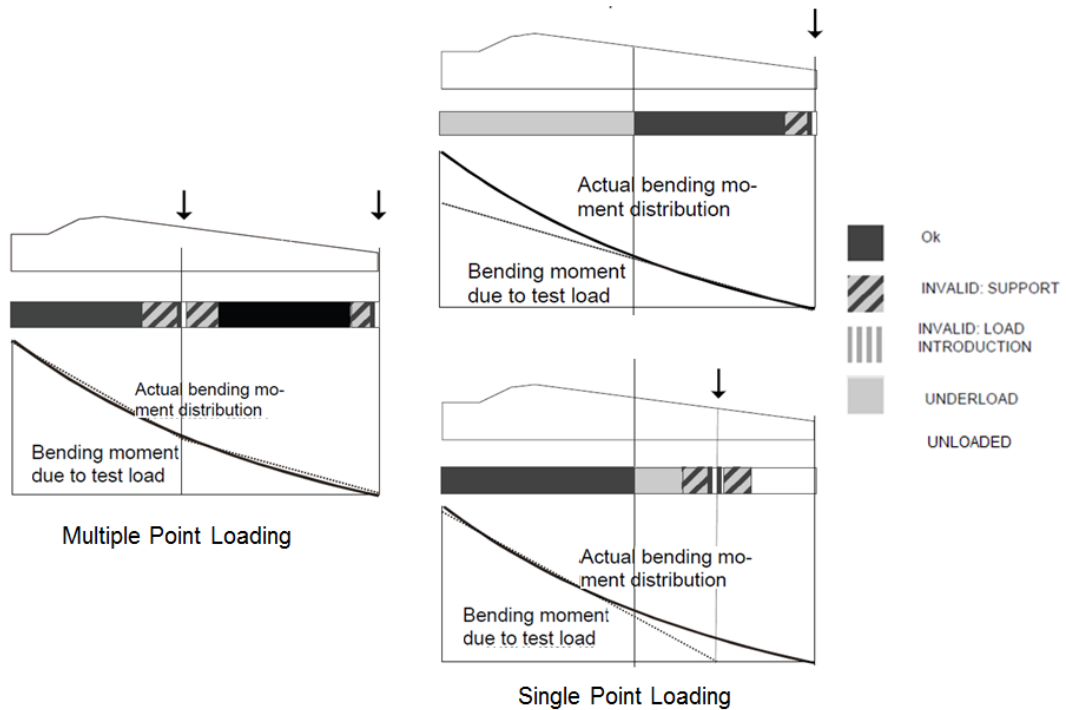 Actual bending mo-
ment distribution
Bending moment
due to test load
Multiple Point Loading
Actual bending mo-
ment distribution
Bending moment
due to test load
Actual bending mo-
ment distribution
Bending moment
due to test load
Single Point Loading
Ok
INVALID: SUPPORT
INVALID: LOAD
INTRODUCTION
UNDERLOAD
UNLOADED